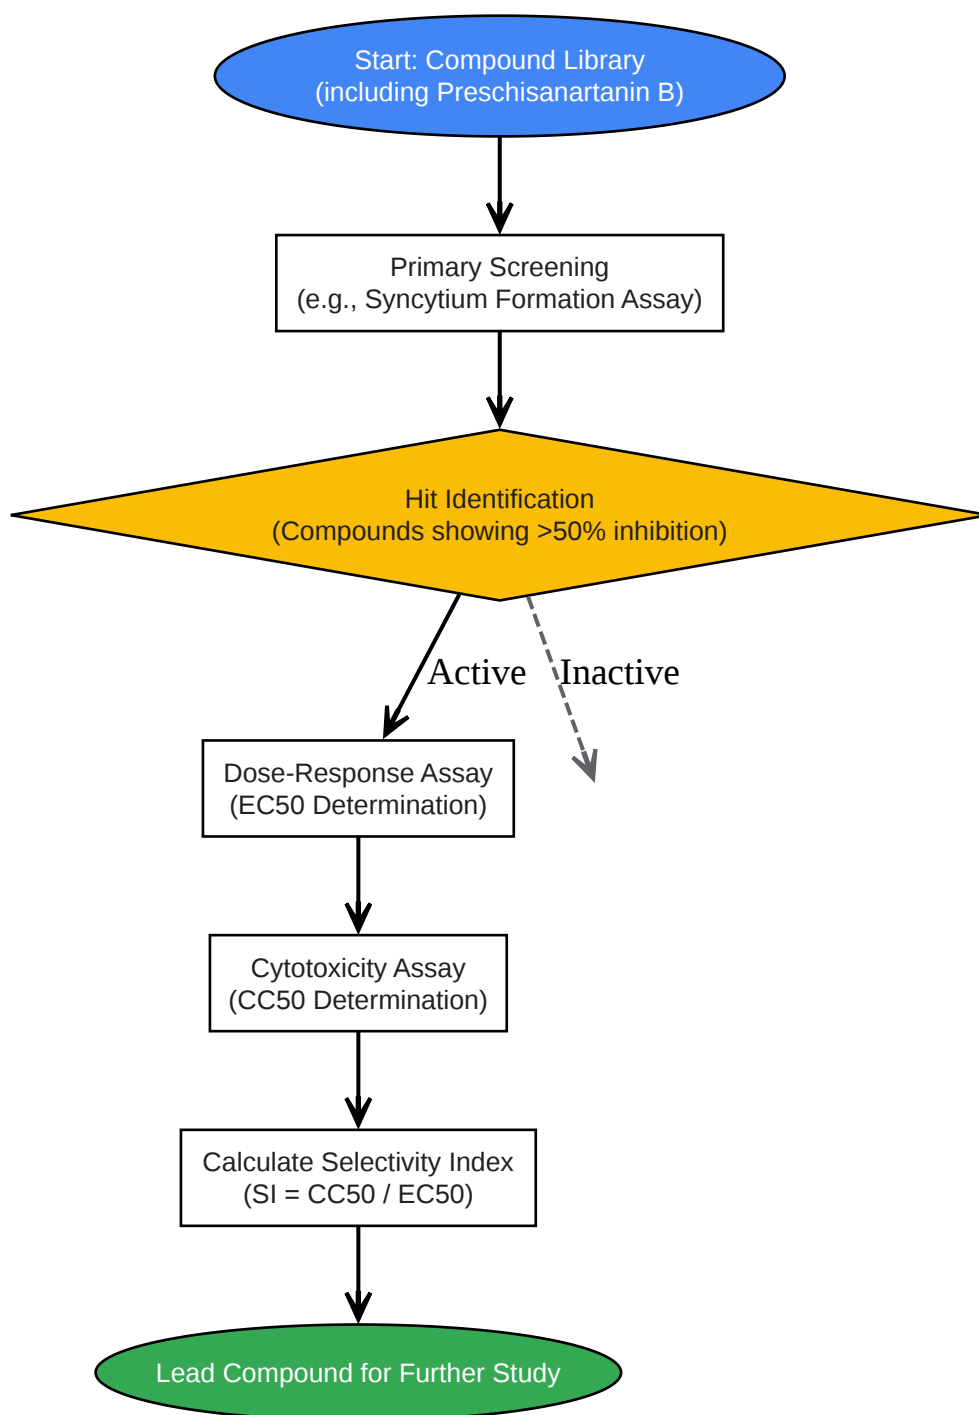 Start: Compound Library
(including Preschisanartanin B)
Primary Screening
(e.g., Syncytium Formation Assay)
Hit Identification
(Compounds showing >50% inhibition)
Active
Inactive
Dose-Response Assay
(EC50 Determination)
Cytotoxicity Assay
(CC50 Determination)
Calculate Selectivity Index
(SI = CC50 / EC50)
Lead Compound for Further Study